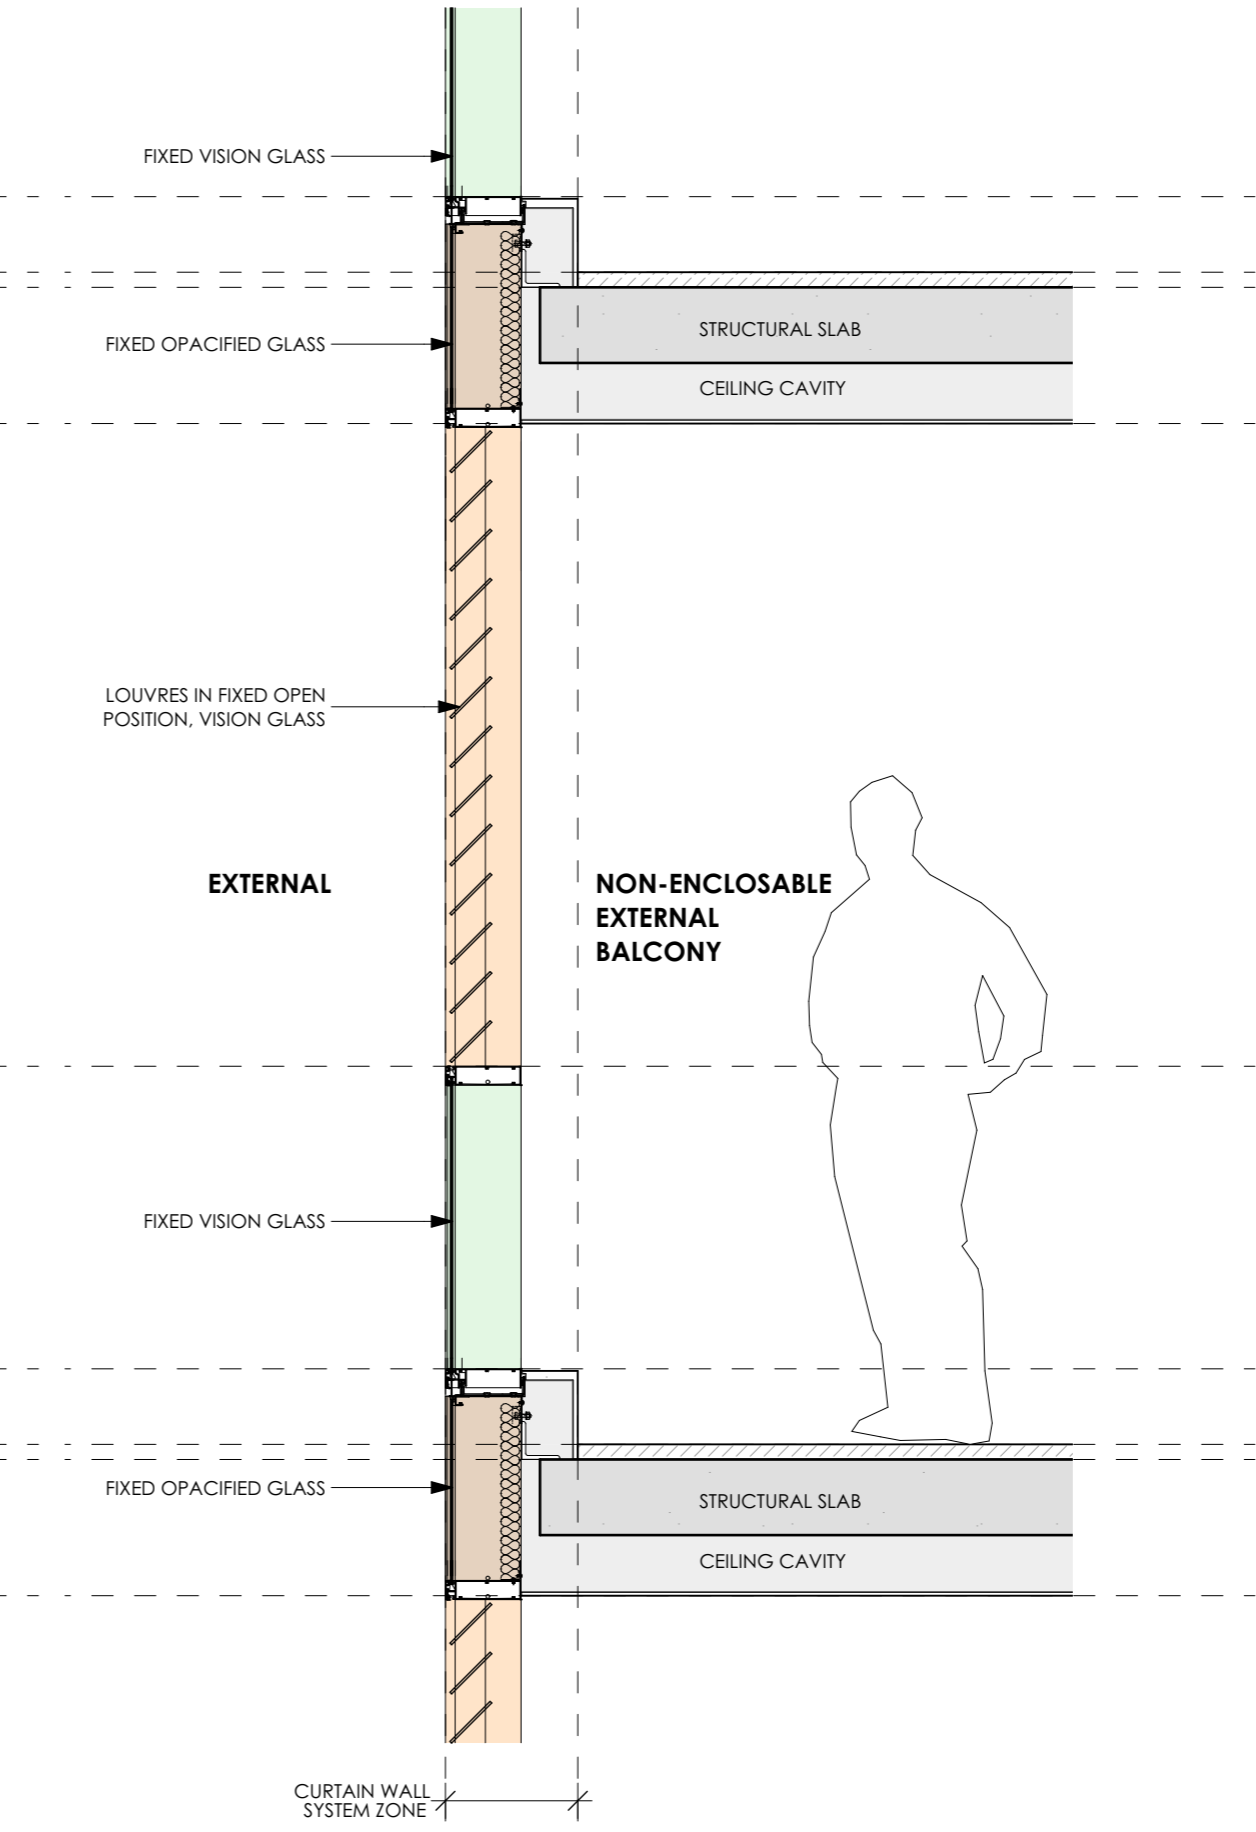 FIXED VISION GLASS
FIXED OPACIFIED GLASS
STRUCTURAL SLAB
CEILING CAVITY
LOUVRES IN FIXED OPEN
POSITION, VISION GLASS
EXTERNAL
NON-ENCLOSABLE
EXTERNAL
BALCONY
FIXED VISION GLASS
FIXED OPACIFIED GLASS
STRUCTURAL SLAB
CEILING CAVITY
CURTAIN WALL
SYSTEM ZONE